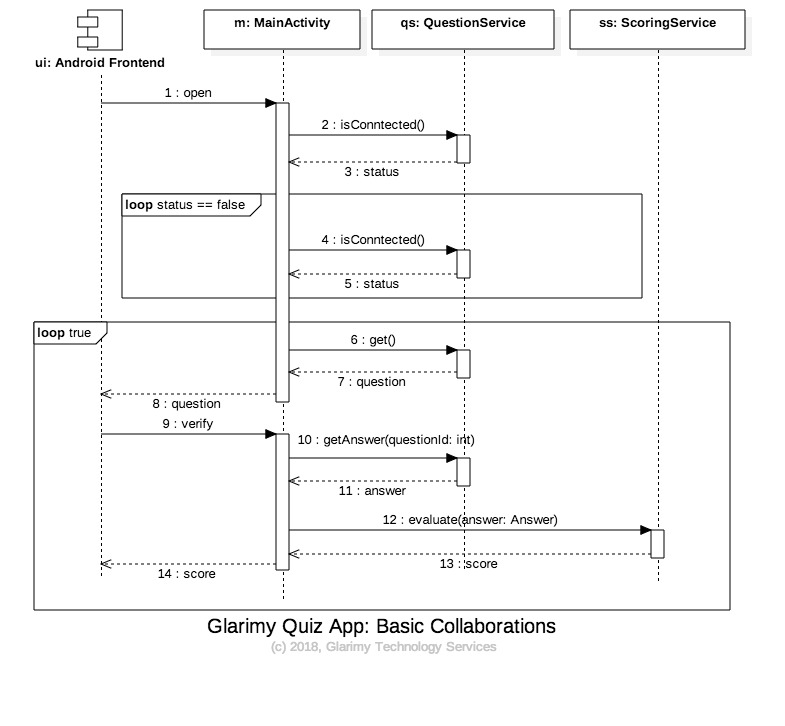 m: MainActivity
qs: QuestionService
ss: ScoringService
ui: Android Frontend
1 : open
2 : isConntected()
3 : status
loop status == false
4 : isConntected()
5 : status
loop true
6 : get()
7 : question
8 : question
9 : verify
10 : getAnswer(questionId: int)
11 : answer
12 : evaluate(answer: Answer)
13 : score
14 : score
Glarimy Quiz App: Basic Collaborations
(c) 2018, Glarimy Technology Services